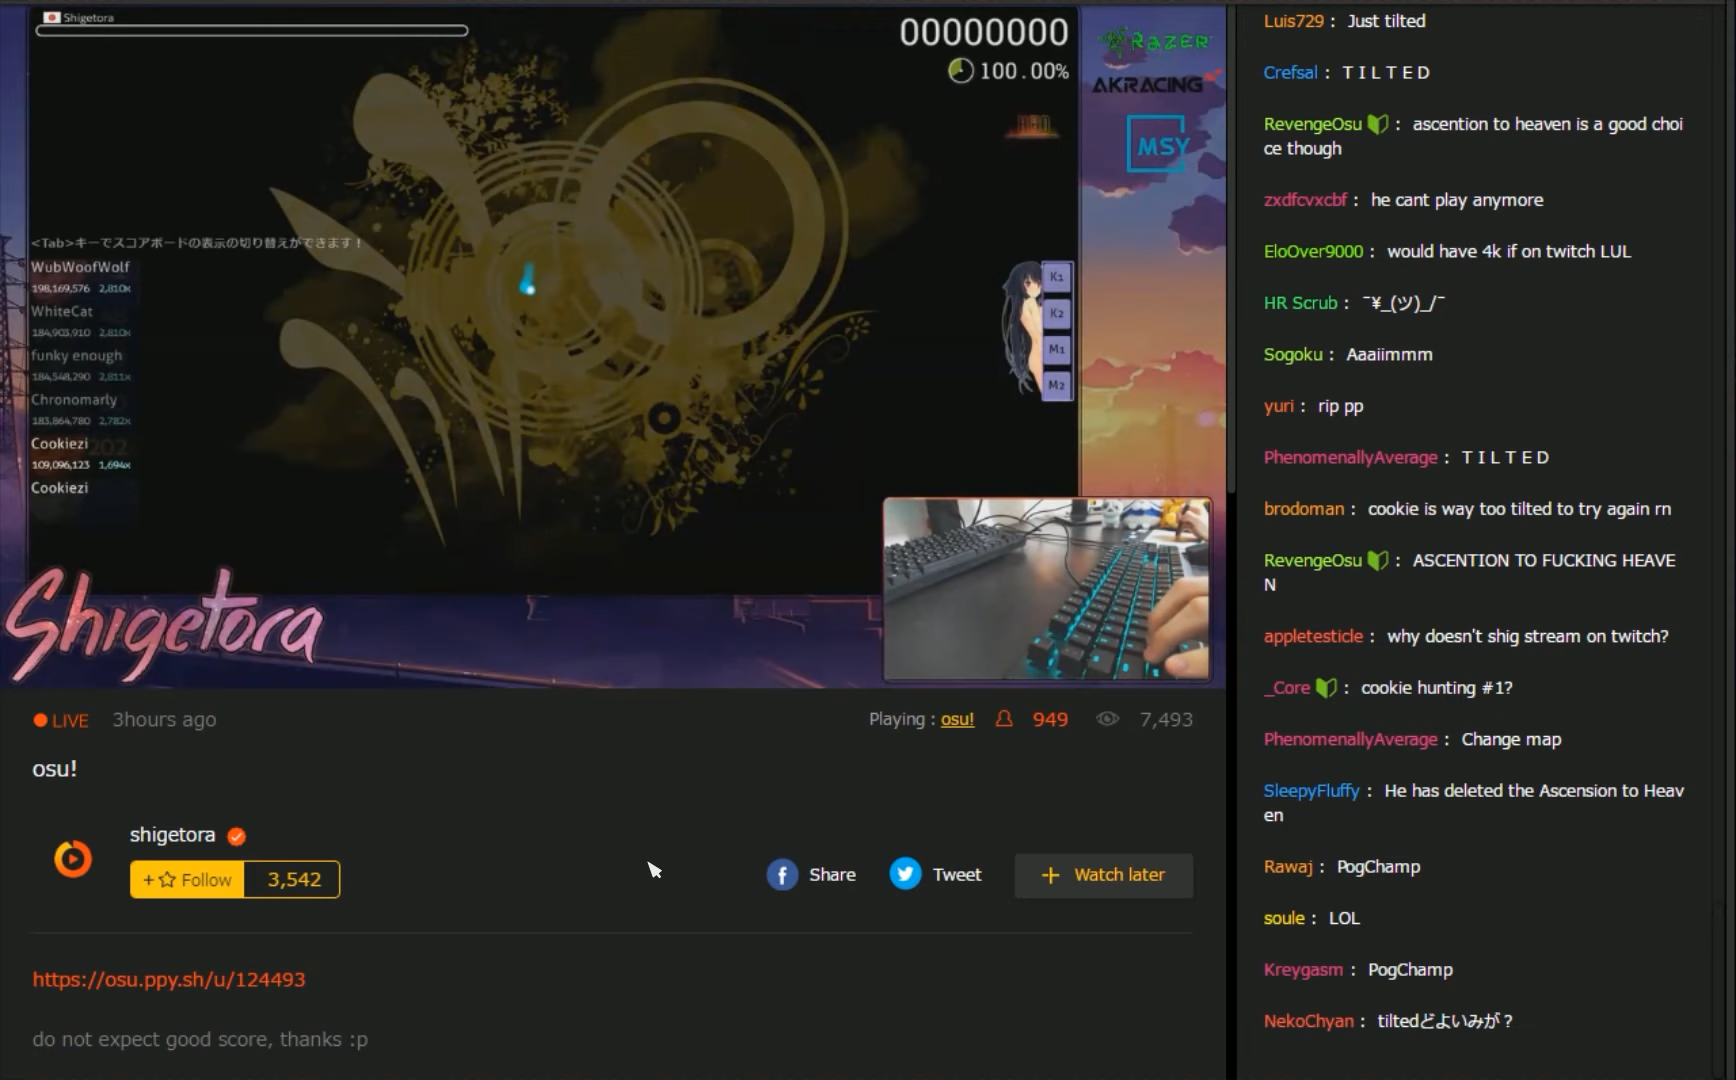 Shigetora
00000000
100.00%
RAZER
AKRACING
MSY
<Tab>キーでスコアボードの表示の切り替えができます!
WubWoofWolf
198,169,576 2,810x
WhiteCat
184,903,910 2,810x
funky enough
184,548,290 2,811x
Chronomarly
183,864,780 2,782x
Cookiezi
109,096,123 1,694x
Cookiezi
K1
K2
M1
M2
Shigetora
LIVE 3hours ago
Playing : osu! 949 7,493
osu!
shigetora
+ Follow 3,542
Share
Tweet
+ Watch later
https://osu.ppy.sh/u/124493
do not expect good score, thanks :p
Luis729 : Just tilted
Crefsal : T I L T E D
RevengeOsu : ascention to heaven is a good choi
ce though
zxdfcvxcbf : he cant play anymore
EloOver9000 : would have 4k if on twitch LUL
HR Scrub : ¯¥_(ツ)_/¯
Sogoku : Aaaiimmm
yuri : rip pp
PhenomenallyAverage : T I L T E D
brodoman : cookie is way too tilted to try again rn
RevengeOsu : ASCENTION TO FUCKING HEAVE
N
appletesticle : why doesn't shig stream on twitch?
_Core : cookie hunting #1?
PhenomenallyAverage : Change map
SleepyFluffy : He has deleted the Ascension to Heav
en
Rawaj : PogChamp
soule : LOL
Kreygasm : PogChamp
NekoChyan : tiltedどよいみが？